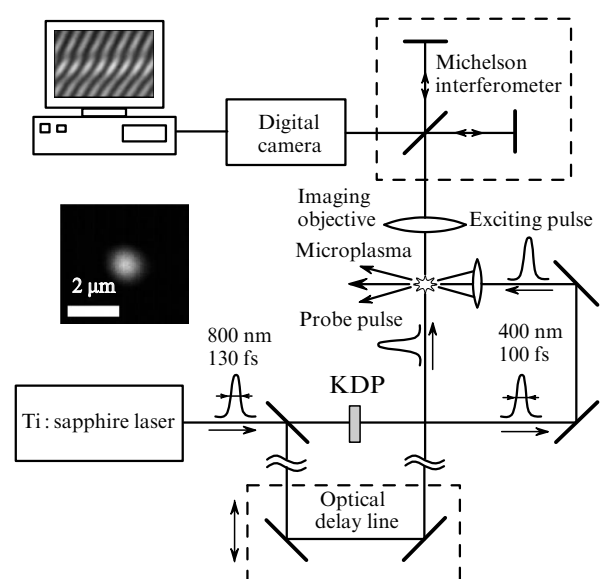 Michelson
interferometer
Digital
camera
Imaging
objective
Exciting pulse
Microplasma
2 μm
Probe pulse
800 nm
130 fs
400 nm
100 fs
KDP
Ti : sapphire laser
Optical
delay line